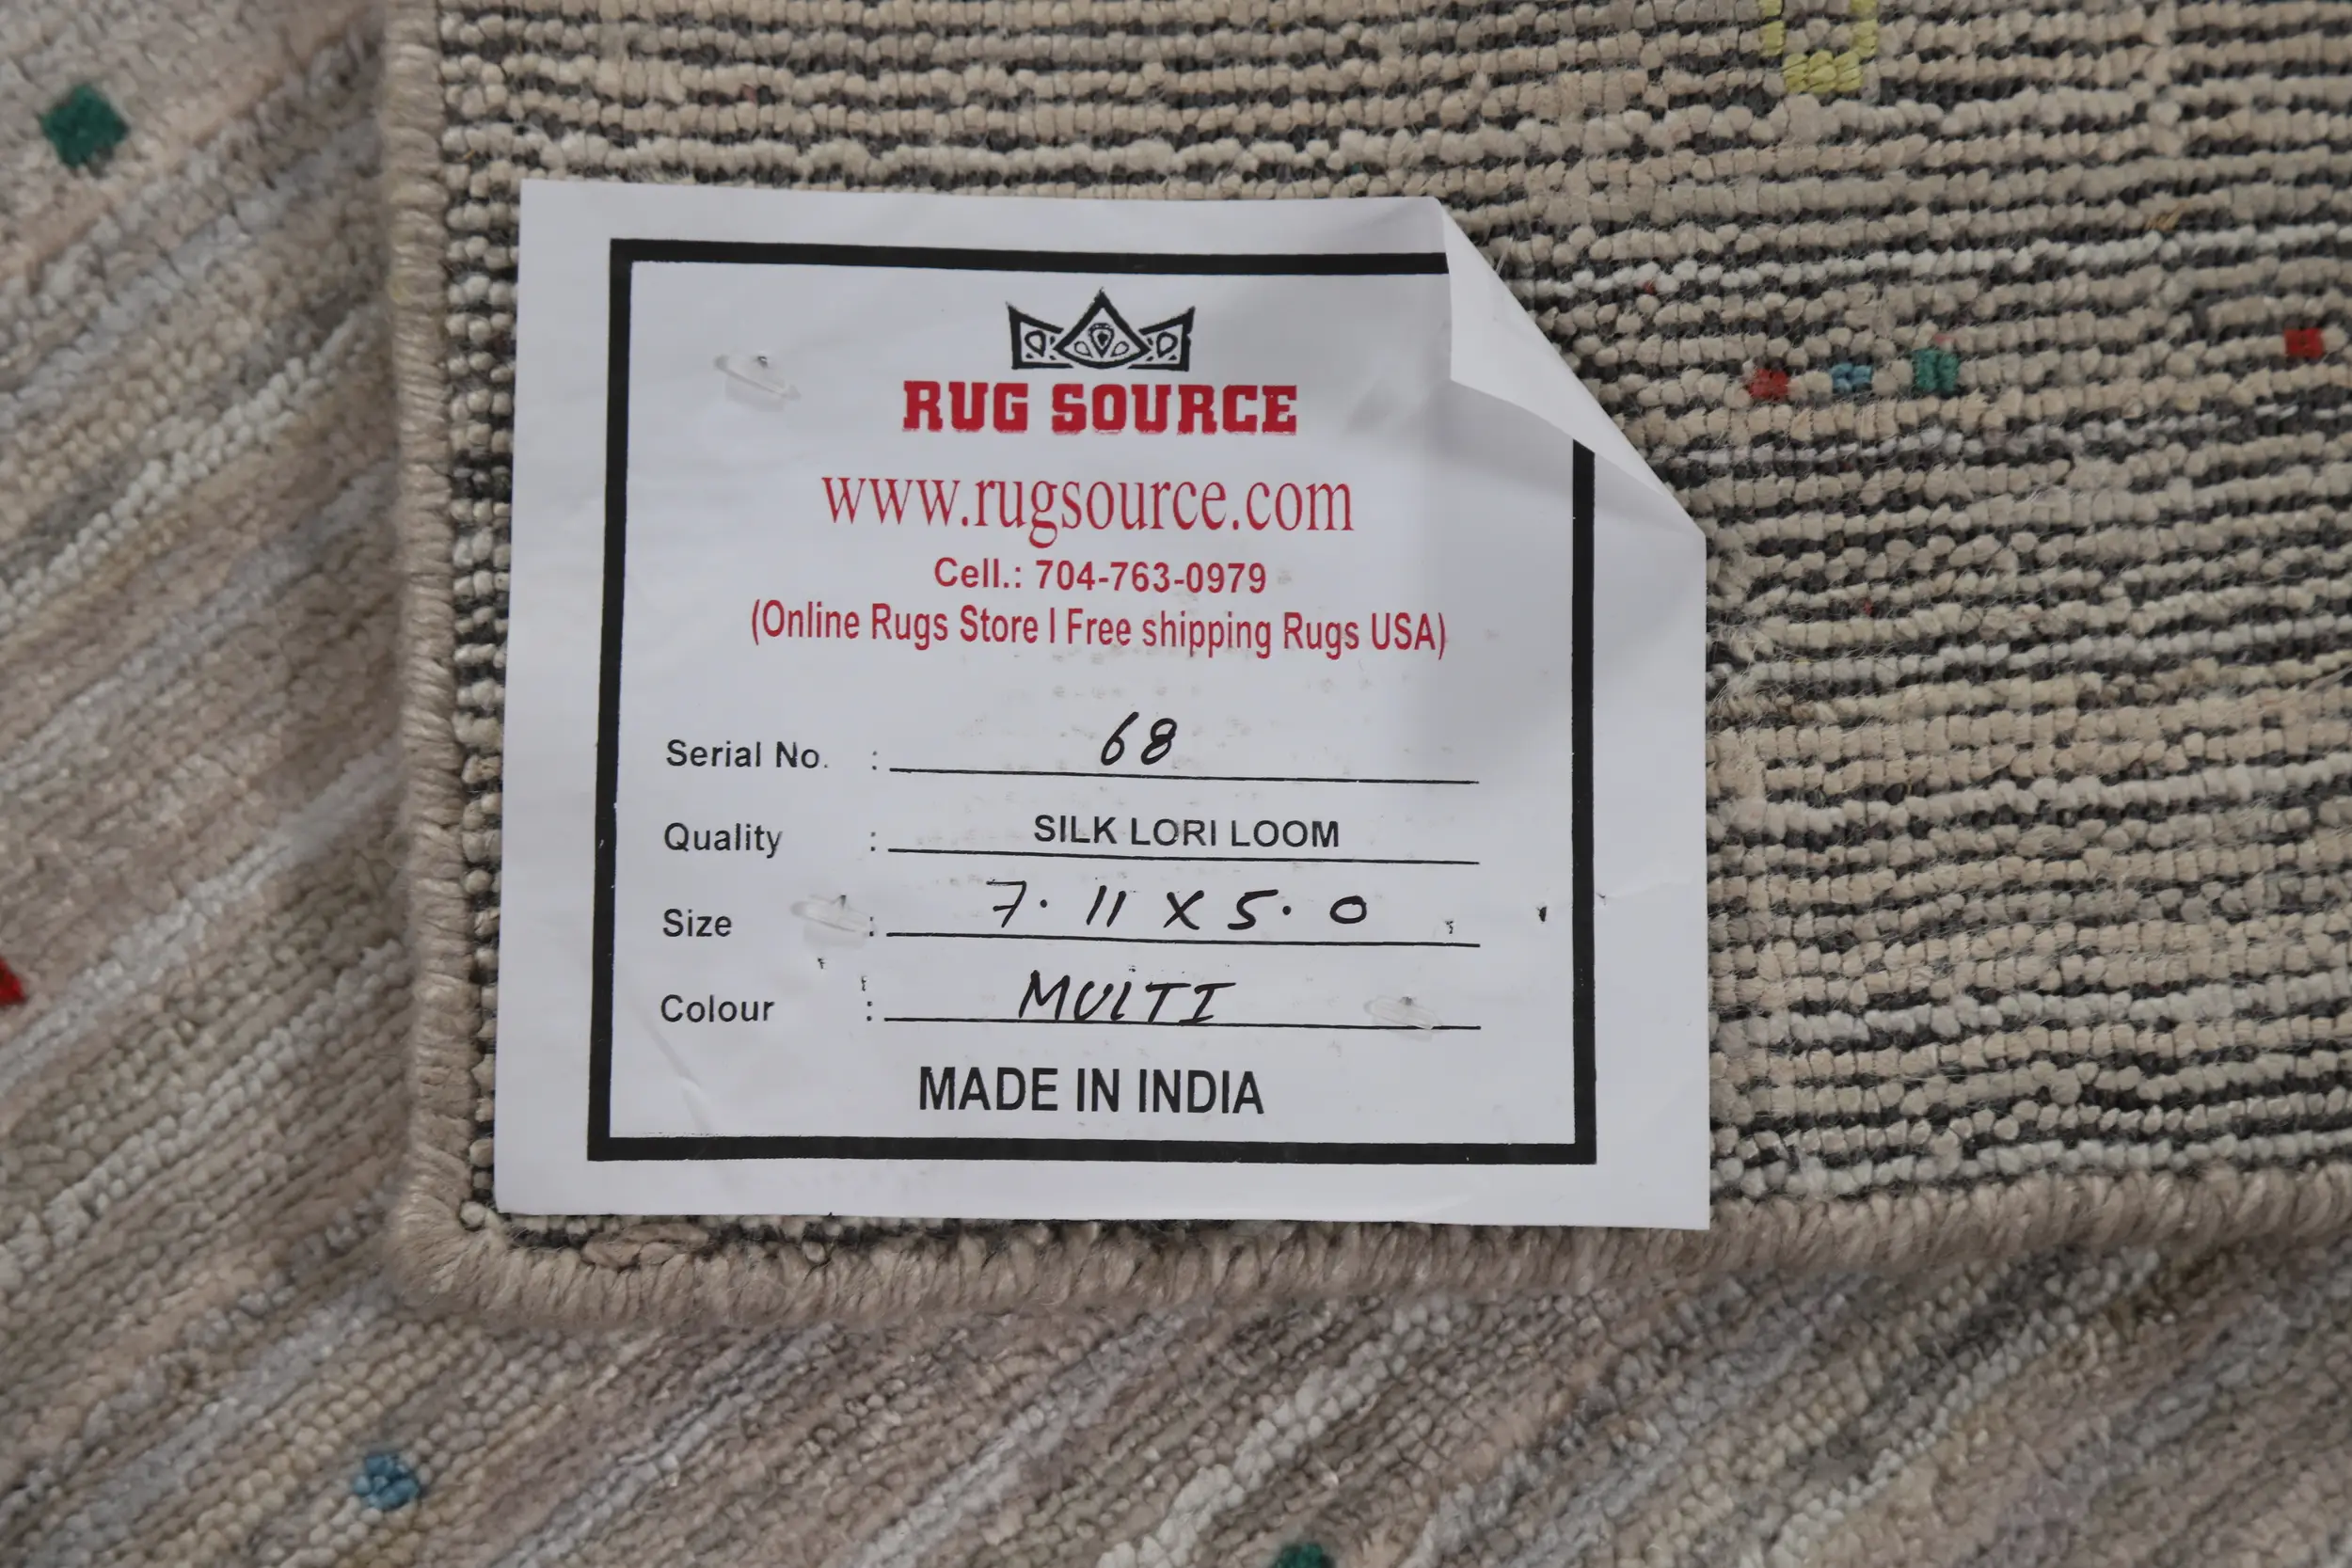 RUG SOURCE
www.rugsource.com
Cell.: 704-763-0979
(Online Rugs Store I Free shipping Rugs USA)
Serial No. : 68
Quality : SILK LORI LOOM
Size : 7.11 X 5.0
Colour : MULTI
MADE IN INDIA